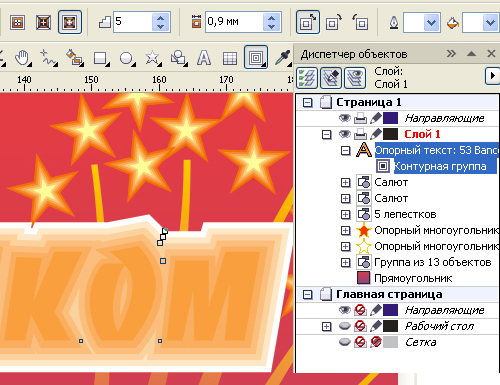 5
0,9 мм
140
150
160
170
Диспетчер объектов
Слой:
Слой 1
Страница 1
Направляющие
Слой 1
Опорный текст: 53 Banco
Контурная группа
Салют
Салют
5 лепестков
Опорный многоугольник
Опорный многоугольник
Группа из 13 объектов
Прямоугольник
Главная страница
Направляющие
Рабочий стол
Сетка
КОМ